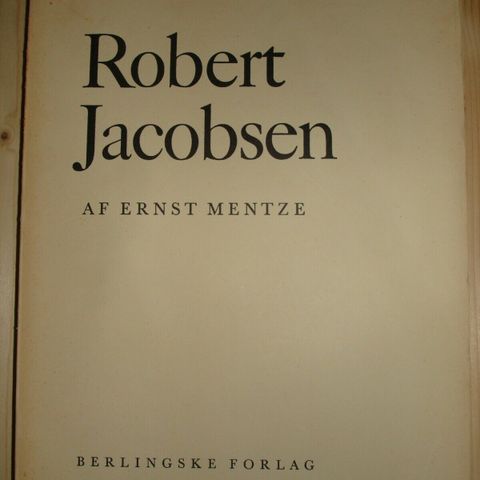 Robert
Jacobsen
AF ERNST MENTZE
BERLINGSKE FORLAG